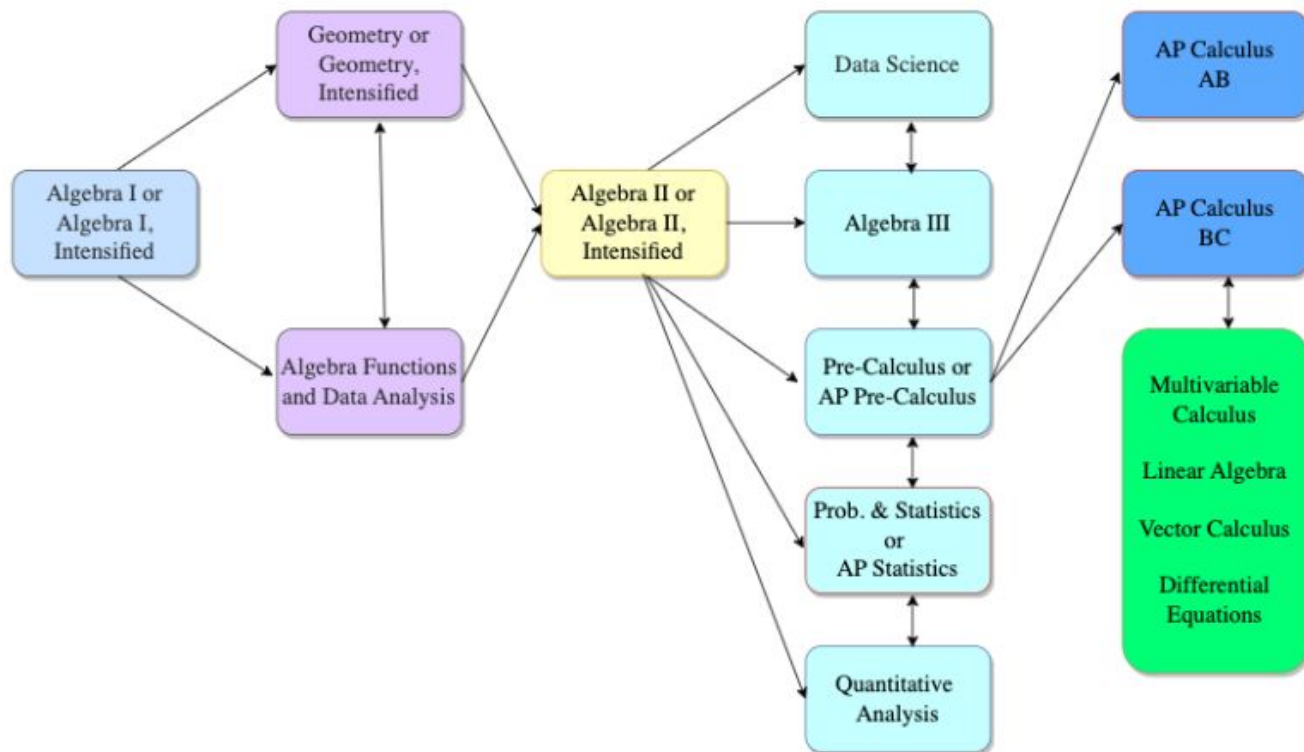 Geometry or
Geometry,
Intensified
Data Science
AP Calculus
AB
Algebra I or
Algebra I,
Intensified
Algebra II or
Algebra II,
Intensified
Algebra III
AP Calculus
BC
Algebra Functions
and Data Analysis
Pre-Calculus or
AP Pre-Calculus
Multivariable
Calculus
Linear Algebra
Vector Calculus
Differential
Equations
Prob. & Statistics
or
AP Statistics
Quantitative
Analysis